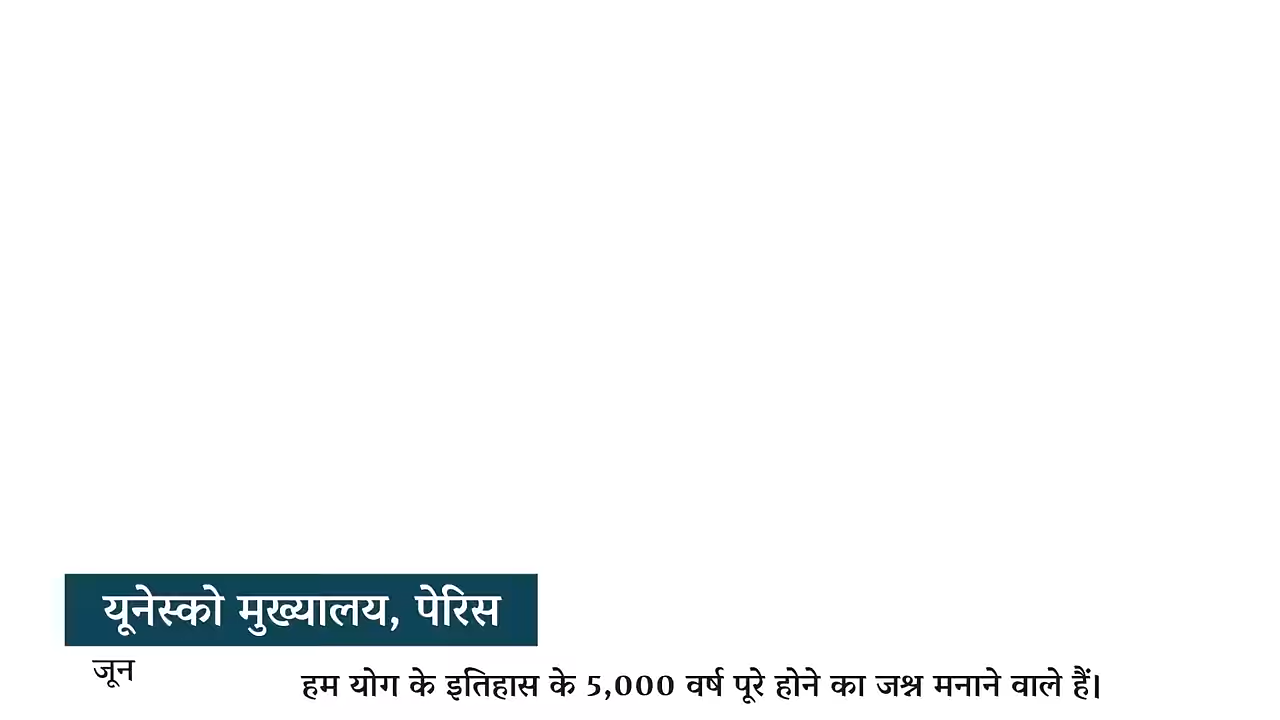 यूनेस्को मुख्यालय, पेरिस
जून
हम योग के इतिहास के 5,000 वर्ष पूरे होने का जश्न मनाने वाले हैं।